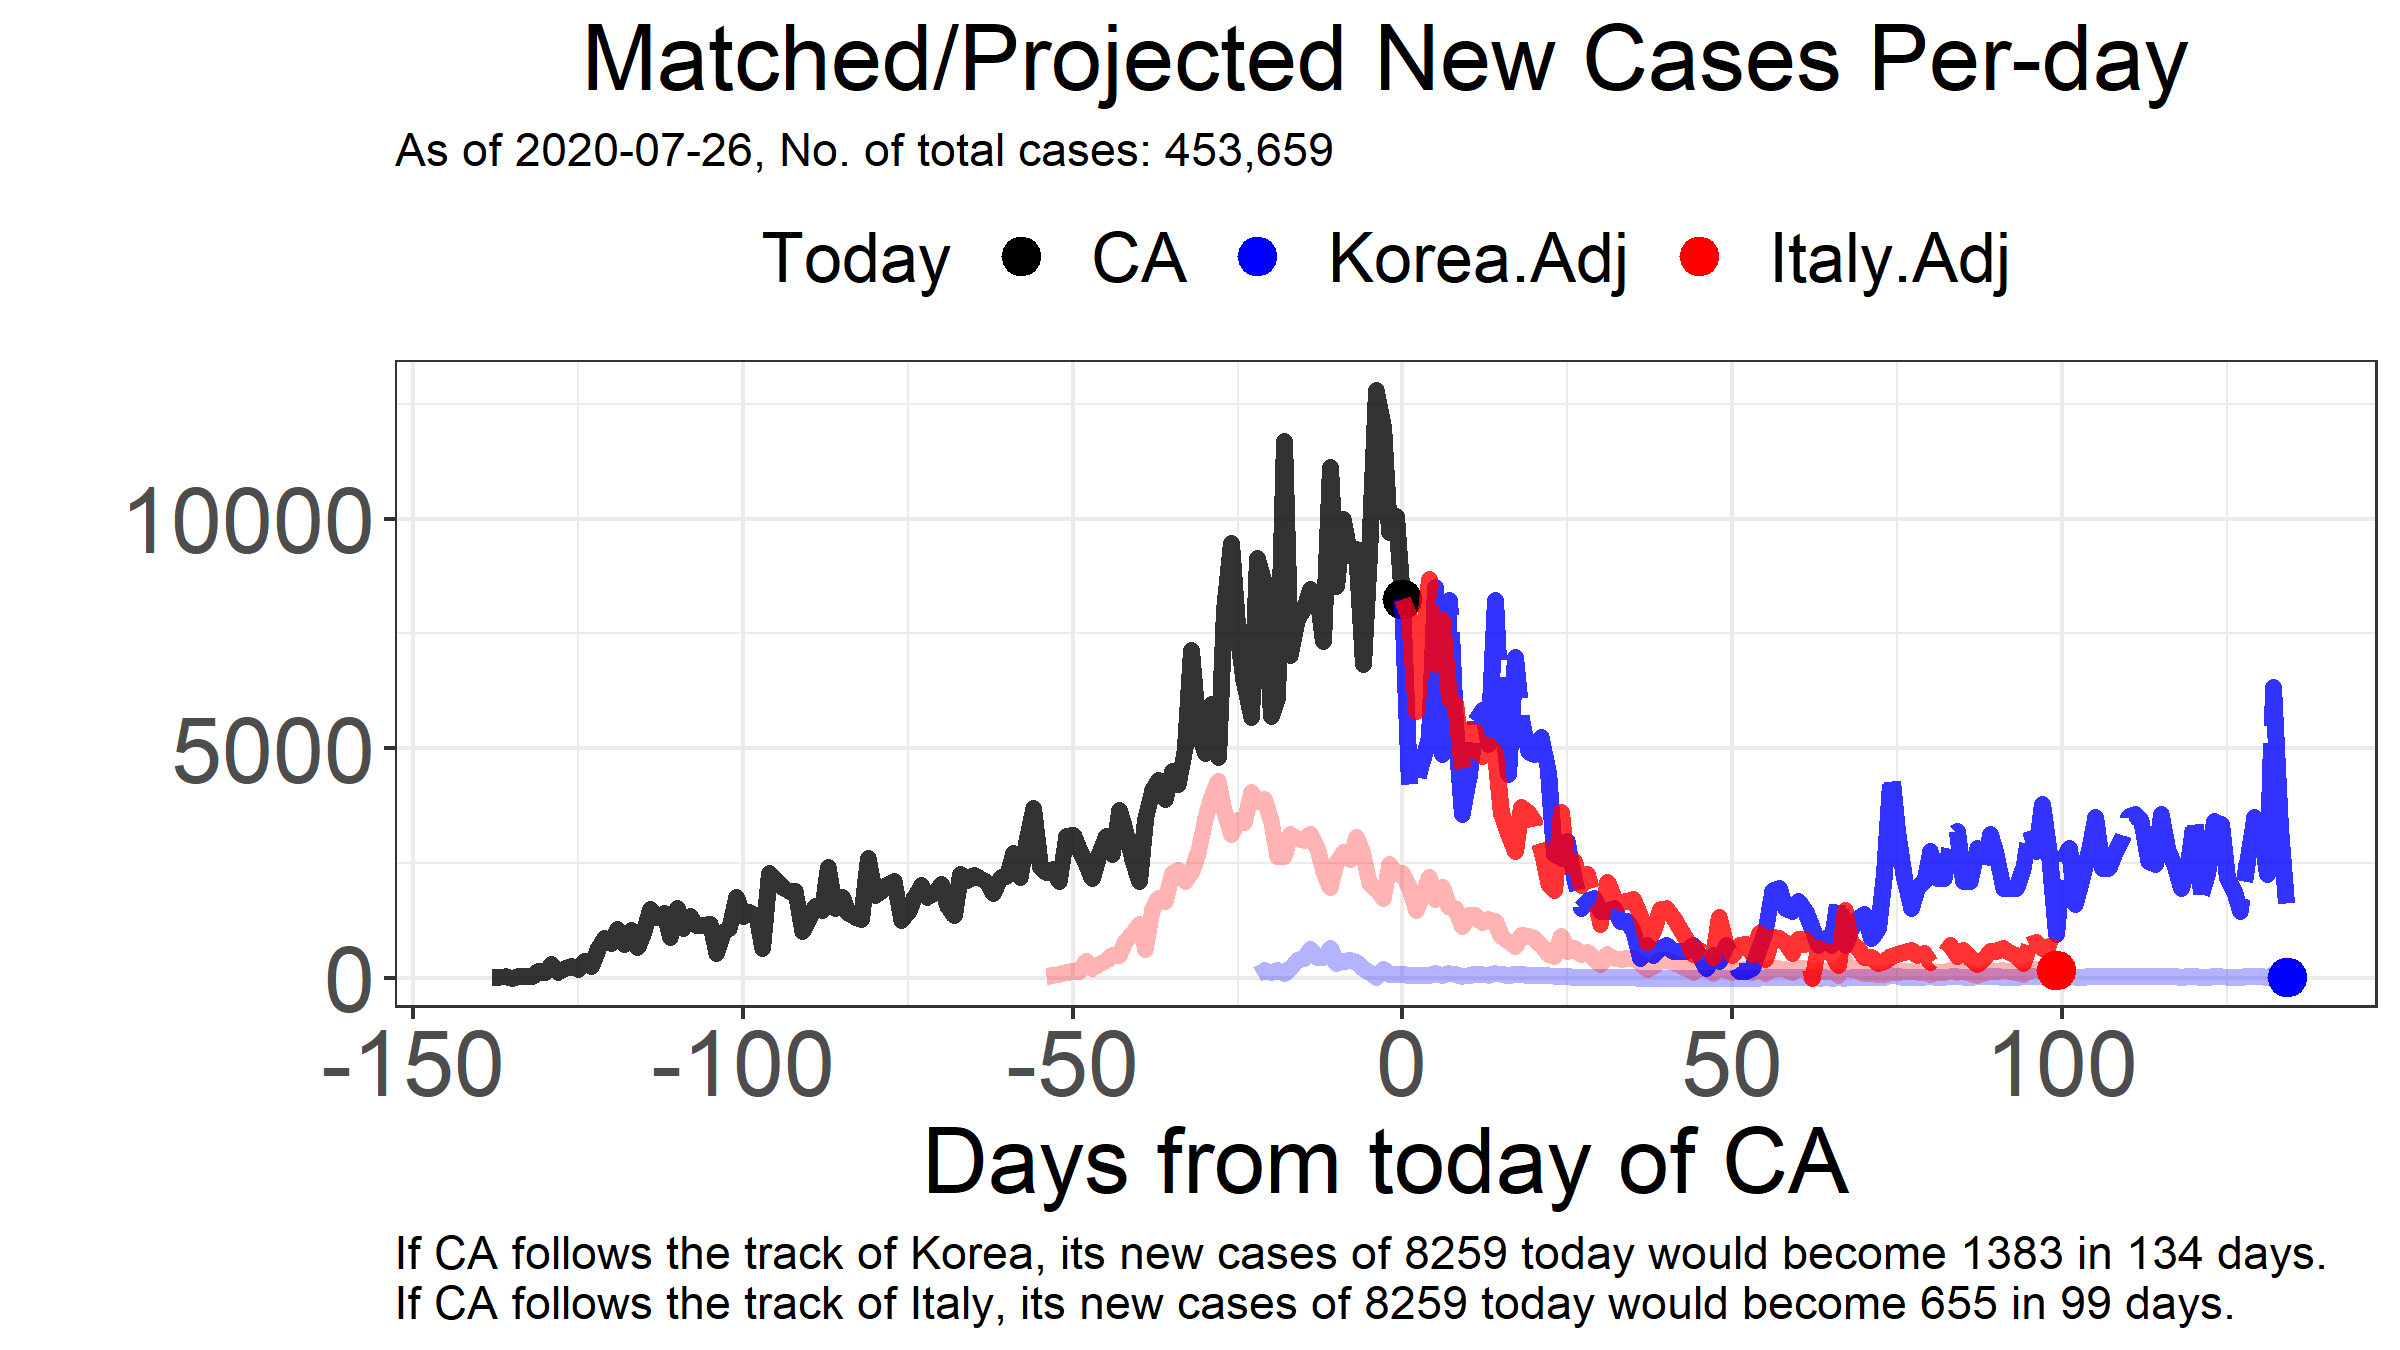 Matched/Projected New Cases Per-day
As of 2020-07-26, No. of total cases: 453,659
Today CA Korea.Adj Italy.Adj
10000
5000
0
-150 -100 -50 0 50 100
Days from today of CA
If CA follows the track of Korea, its new cases of 8259 today would become 1383 in 134 days.
If CA follows the track of Italy, its new cases of 8259 today would become 655 in 99 days.